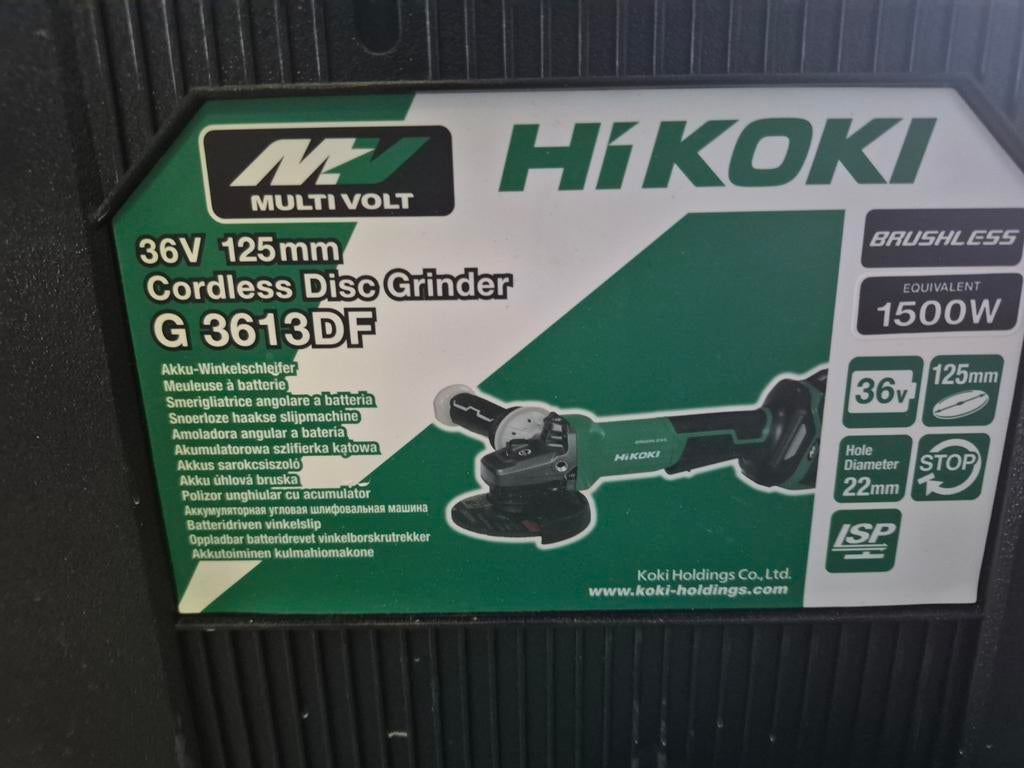 MV
MULTI VOLT
HiKOKI
36V 125mm
Cordless Disc Grinder
G 3613DF
Akku-Winkelschleifer
Meuleuse à batterie
Smerigliatrice angolare a batteria
Snoerloze haakse slijpmachine
Amoladora angular a bateria
Akumulatorowa szlifierka kątowa
Akkus sarokcsiszoló
Akku úhlová bruska
Polizor unghiular cu acumulator
Аккумуляторная угловая шлифовальная машина
Batteridriven vinkelslip
Oppladbar batteridrevet vinkelborskrutrekker
Akkutoiminen kulmahiomakone
BRUSHLESS
HiKOKI
Koki Holdings Co., Ltd.
www.koki-holdings.com
BRUSHLESS
EQUIVALENT
1500W
36V
125mm
Hole
Diameter
22mm
STOP
ISP